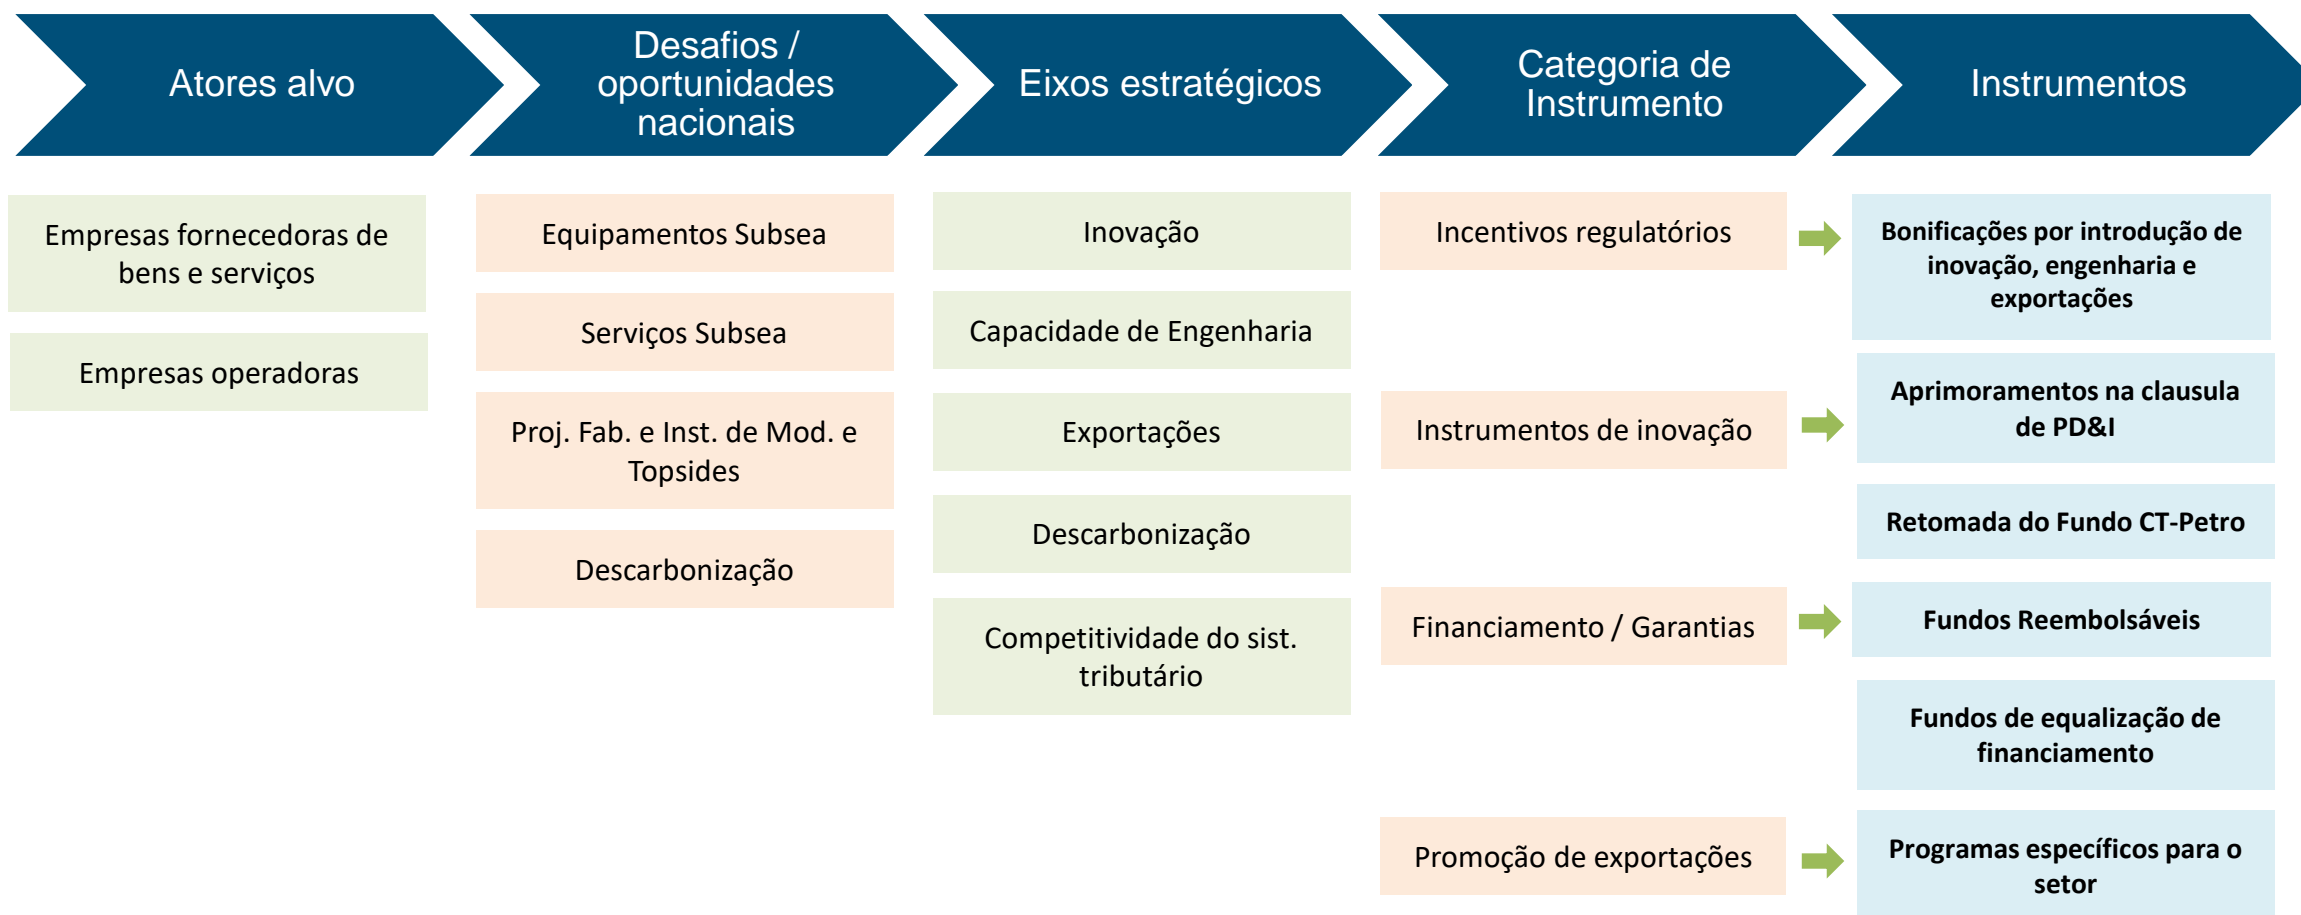 Atores alvo
Desafios /
oportunidades
nacionais
Eixos estratégicos
Categoria de
Instrumento
Instrumentos
Empresas fornecedoras de
bens e serviços
Empresas operadoras
Equipamentos Subsea
Serviços Subsea
Proj. Fab. e Inst. de Mod. e
Topsides
Descarbonização
Inovação
Capacidade de Engenharia
Exportações
Descarbonização
Competitividade do sist.
tributário
Incentivos regulatórios
Instrumentos de inovação
Financiamento / Garantias
Promoção de exportações
Bonificações por introdução de
inovação, engenharia e
exportações
Aprimoramentos na clausula
de PD&I
Retomada do Fundo CT-Petro
Fundos Reembolsáveis
Fundos de equalização de
financiamento
Programas específicos para o
setor